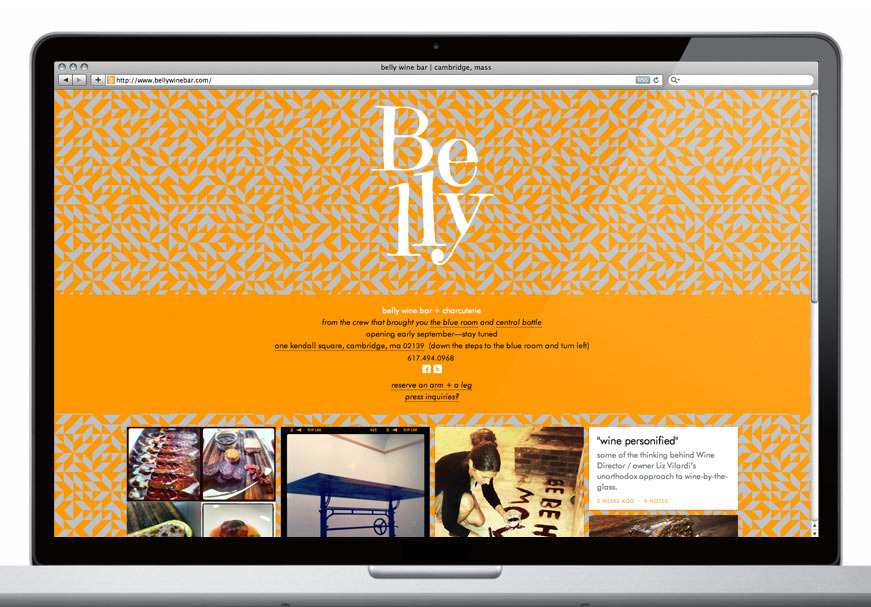 belly wine bar | cambridge, mass
http://www.bellywinebar.com/
RSS
Be
lly
belly wine bar + charcuterie
from the crew that brought you the blue room and central bottle
opening early september—stay tuned
one kendall square, cambridge, ma 02139 (down the steps to the blue room and turn left)
617.494.0968
reserve an arm + a leg
press inquiries?
"wine personified"
some of the thinking behind Wine
Director / owner Liz Vilardi's
unorthodox approach to wine-by-the-
glass.
2 WEEKS AGO - 0 NOTES